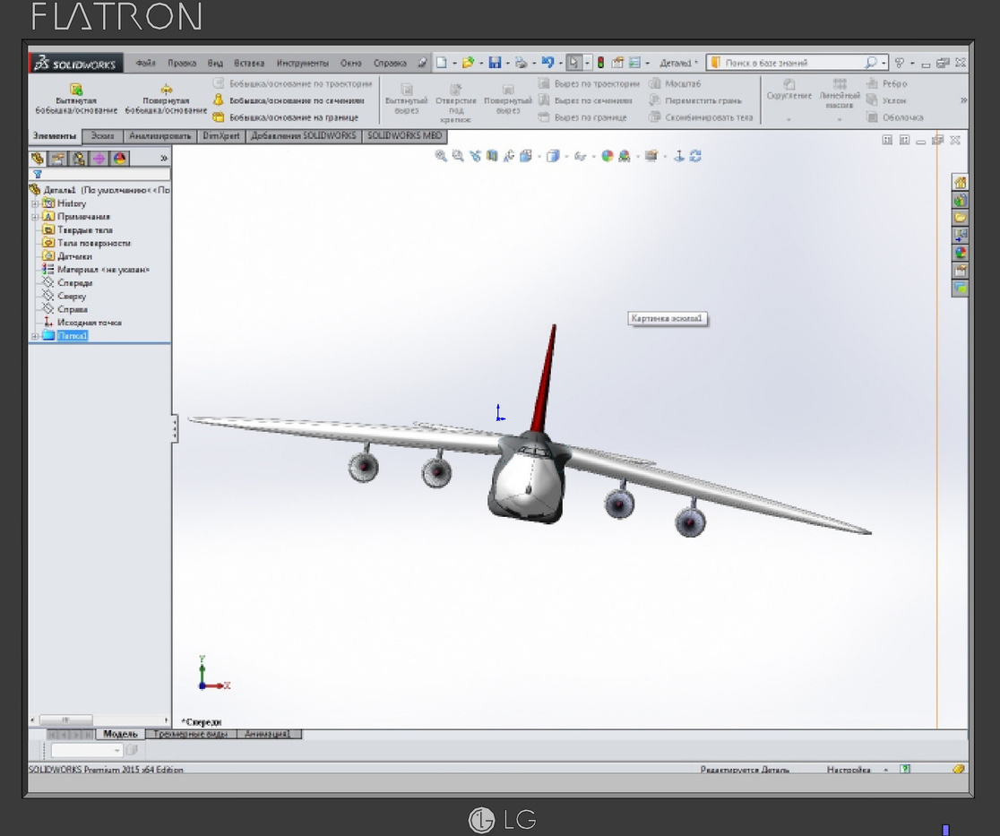 FLATRON
SOLIDWORKS Файл Правка Вид Вставка Инструменты Окно Справка Деталь1 * Поиск в базе знаний
Вытянутая бобышка/основание
Повернутая бобышка/основание
Бобышка/основание по траектории
Бобышка/основание по сечениям
Бобышка/основание на границе
Вытянутый вырез
Отверстие под крепеж
Повернутый вырез
Вырез по траектории
Вырез по сечениям
Вырез по границе
Масштаб
Переместить грань
Скомбинировать тела
Скругление
Линейный массив
Ребро
Уклон
Оболочка
Элементы Эскиз Анализировать DimXpert Добавления SOLIDWORKS SOLIDWORKS MBD
Деталь1 (По умолчанию<<По
History
Примечания
Твердые тела
Тела поверхности
Датчики
Материал <не указан>
Спереди
Сверху
Справа
Исходная точка
Папка1
Картинка эскиза1
Y
X
*Спереди
Модель Трехмерные виды Анимация1
SOLIDWORKS Premium 2015 x64 Edition Редактируется Деталь Настройка
LG